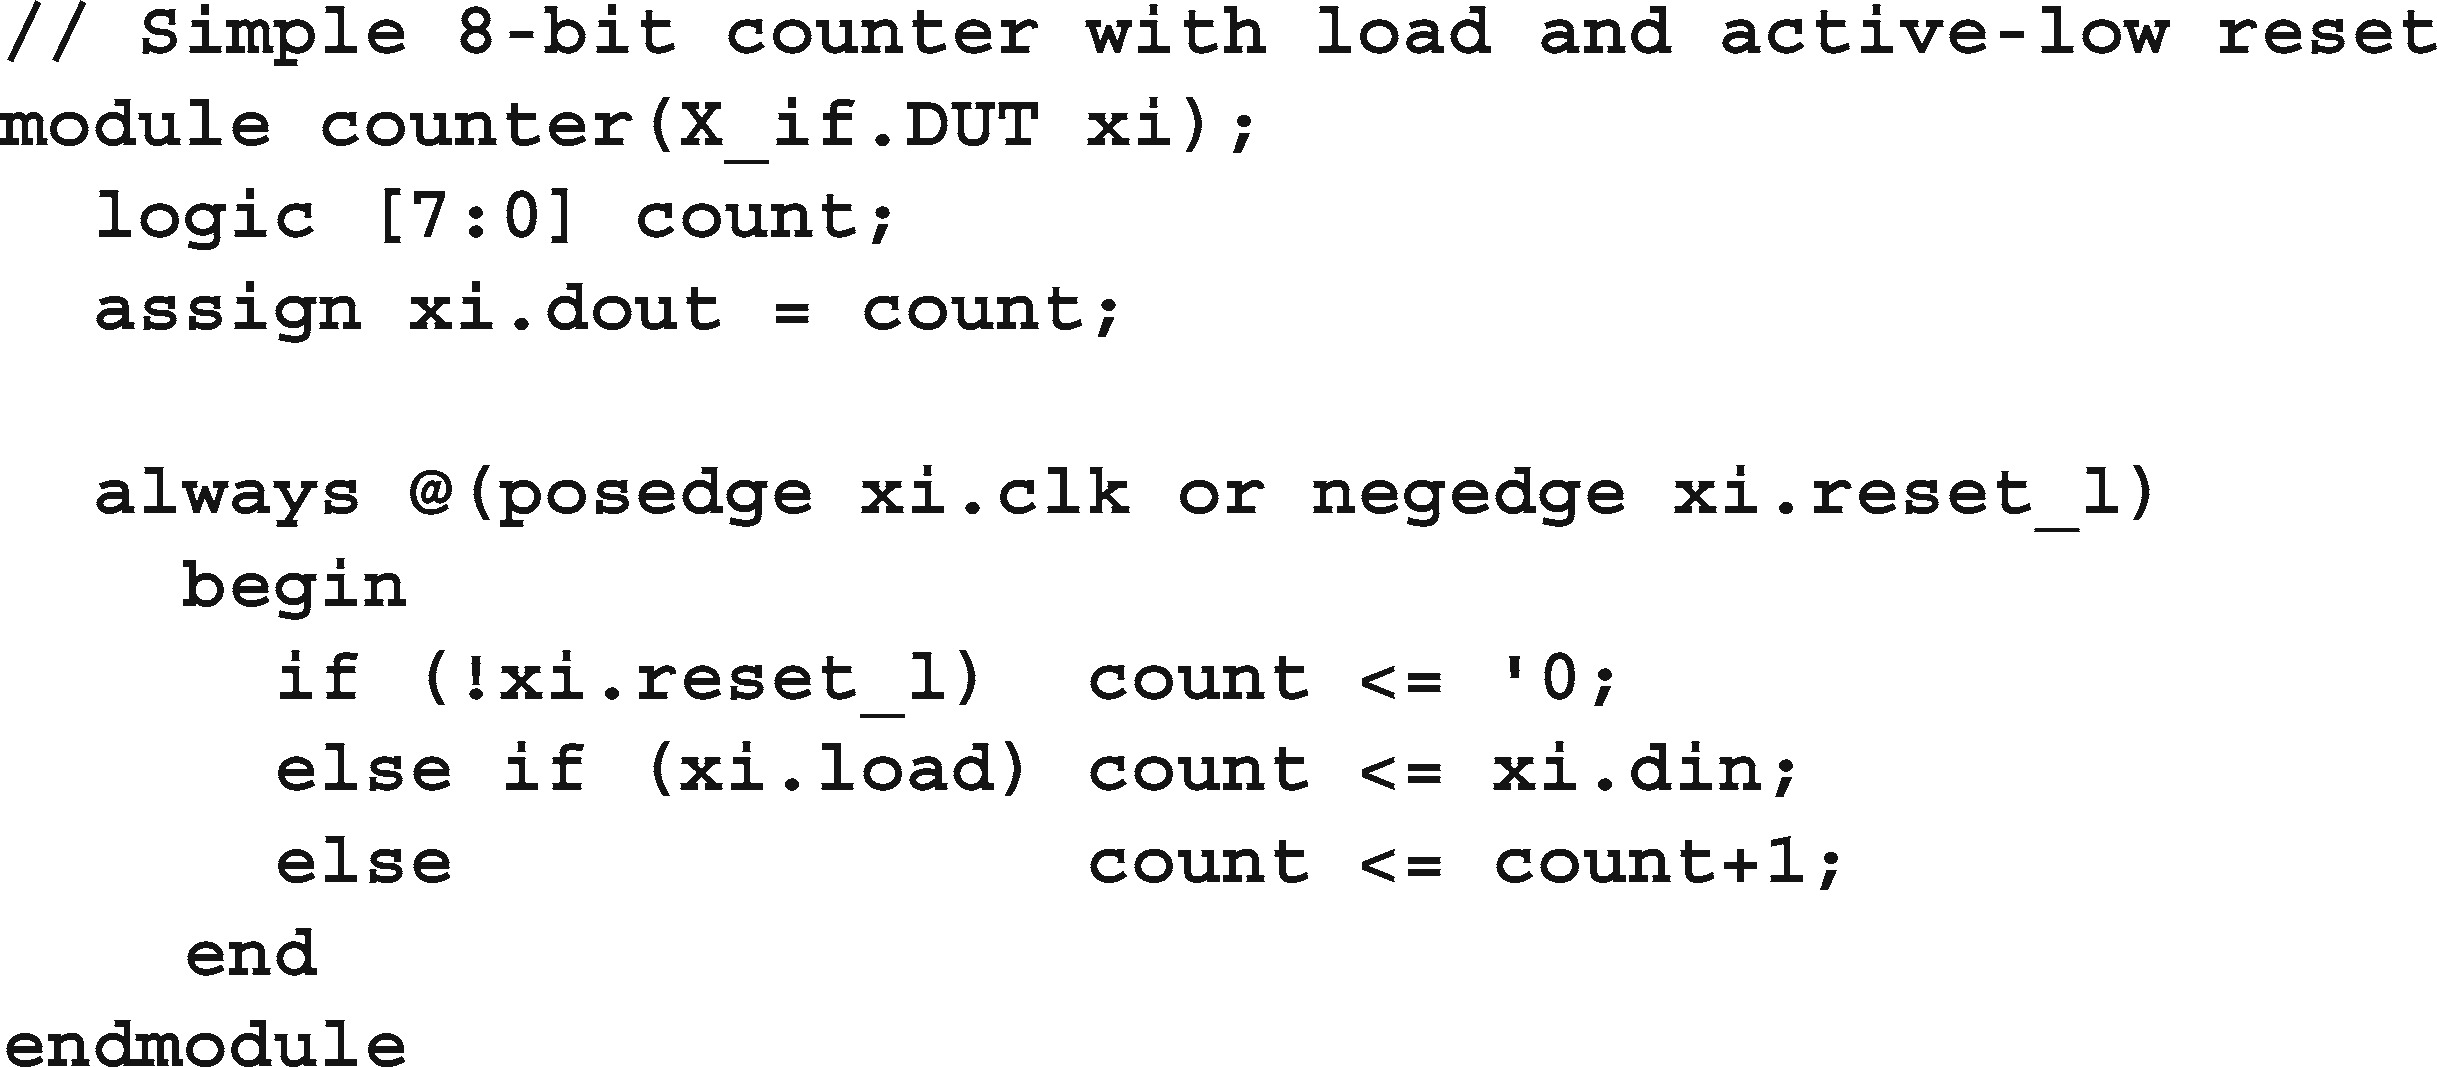 // Simple 8-bit counter with load and active-low reset
module counter(X_if.DUT xi);
  logic [7:0] count;
  assign xi.dout = count;

  always @(posedge xi.clk or negedge xi.reset_l)
    begin
      if (!xi.reset_l)  count <= '0;
      else if (xi.load) count <= xi.din;
      else              count <= count+1;
    end
endmodule